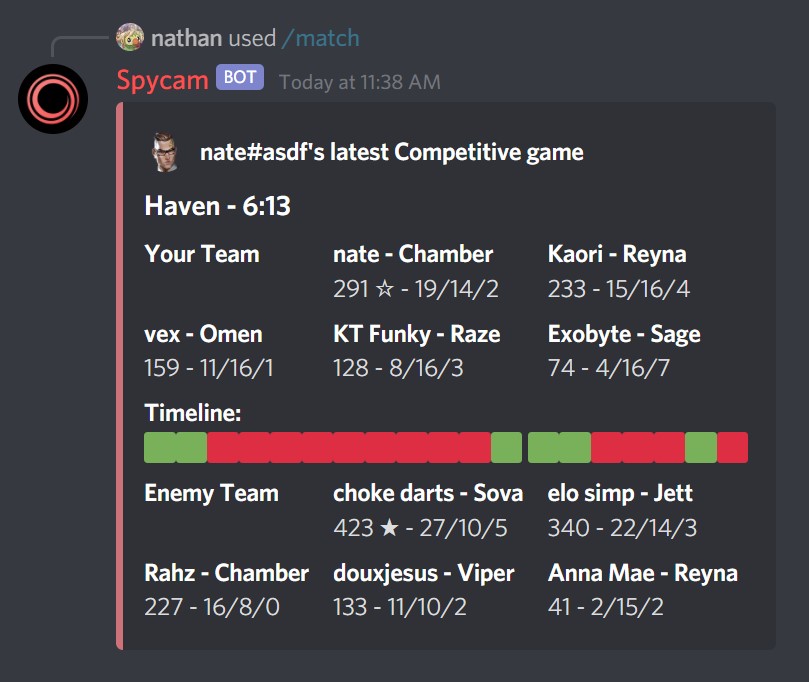 nathan used /match
Spycam BOT Today at 11:38 AM
nate#asdf's latest Competitive game
Haven - 6:13
Your Team
nate - Chamber
291 ☆ - 19/14/2
Kaori - Reyna
233 - 15/16/4
vex - Omen
159 - 11/16/1
KT Funky - Raze
128 - 8/16/3
Exobyte - Sage
74 - 4/16/7
Timeline:
Enemy Team
choke darts - Sova
423 ★ - 27/10/5
elo simp - Jett
340 - 22/14/3
Rahz - Chamber
227 - 16/8/0
douxjesus - Viper
133 - 11/10/2
Anna Mae - Reyna
41 - 2/15/2